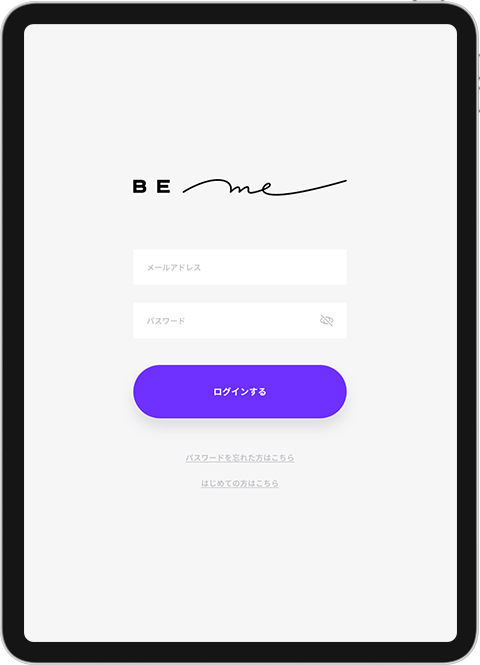 BE me
メールアドレス
パスワード
ログインする
パスワードを忘れた方はこちら
はじめての方はこちら